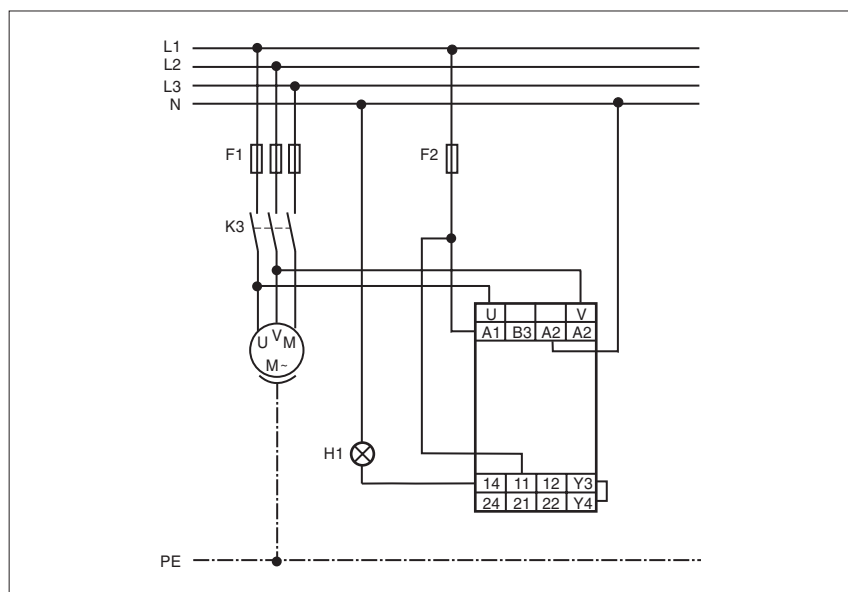 L1
L2
L3
N
F1
F2
K3
U V
A1 B3 A2 A2
U V M
M~
H1
14 11 12 Y3
24 21 22 Y4
PE